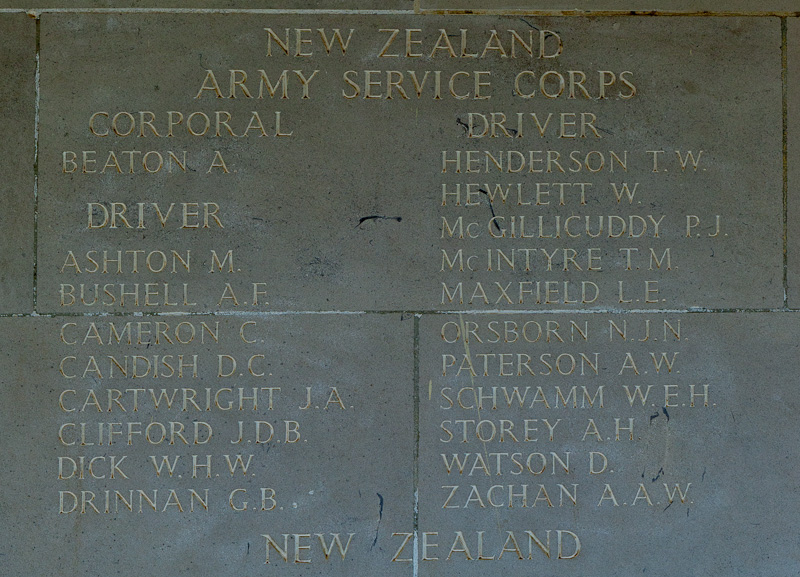 NEW ZEALAND
ARMY SERVICE CORPS
CORPORAL
BEATON A.
DRIVER
ASHTON M.
BUSHELL A.F.
CAMERON C.
CANDISH D.C.
CARTWRIGHT J.A.
CLIFFORD J.D.B.
DICK W.H.W.
DRINNAN G.B.
DRIVER
HENDERSON T.W.
HEWLETT W.
McGILLICUDDY P.J.
McINTYRE T.M.
MAXFIELD L.E.
ORSBORN N.J.N.
PATERSON A.W.
SCHWAMM W.E.H.
STOREY A.H.
WATSON D.
ZACHAN A.A.W.
NEW ZEALAND